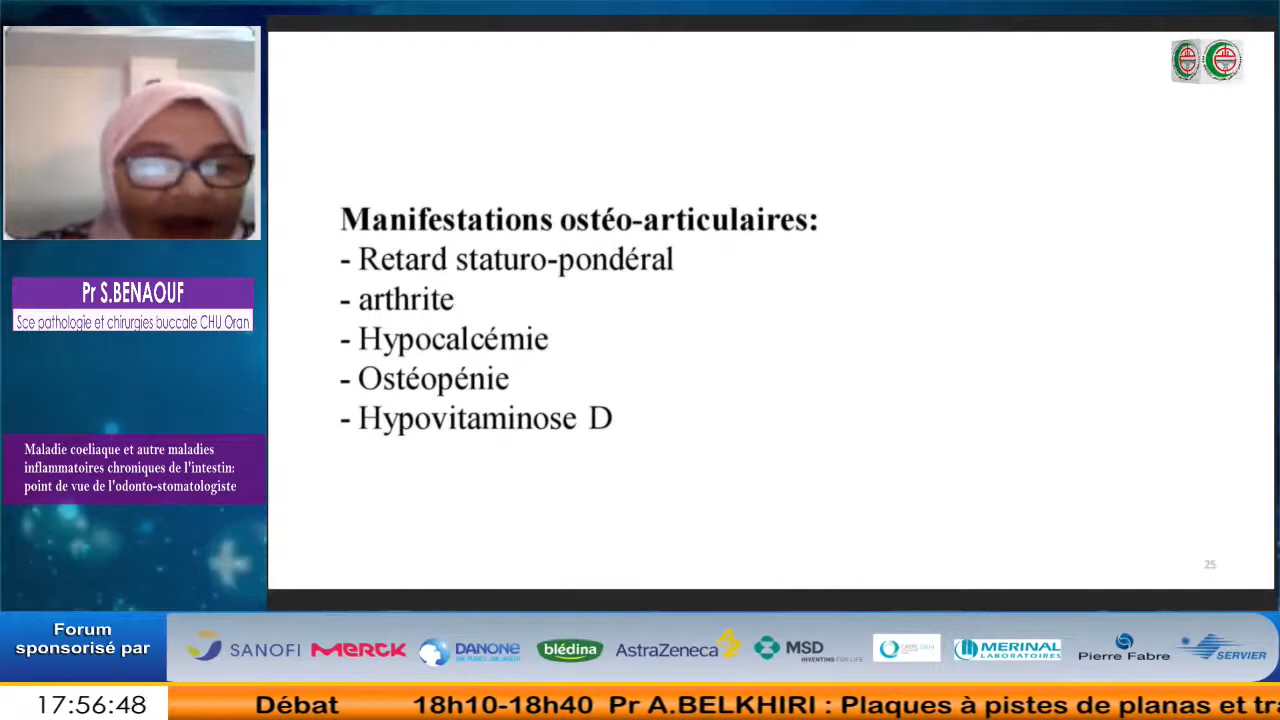 Manifestations ostéo-articulaires:
- Retard staturo-pondéral
- arthrite
- Hypocalcémie
- Ostéopénie
- Hypovitaminose D
25
Pr S.BENAOUF
Sce pathologie et chirurgies buccale CHU Oran
Maladie coeliaque et autre maladies
inflammatoires chroniques de l'intestin:
point de vue de l'odonto-stomatologiste
Forum
sponsorisé par
SANOFI
MERCK
DANONE
blédina
AstraZeneca
MSD
INVENTING FOR LIFE
MERINAL
LABORATOIRES
Pierre Fabre
SERVIER
17:56:48
Débat 18h10-18h40 Pr A.BELKHIRI : Plaques à pistes de planas et tra